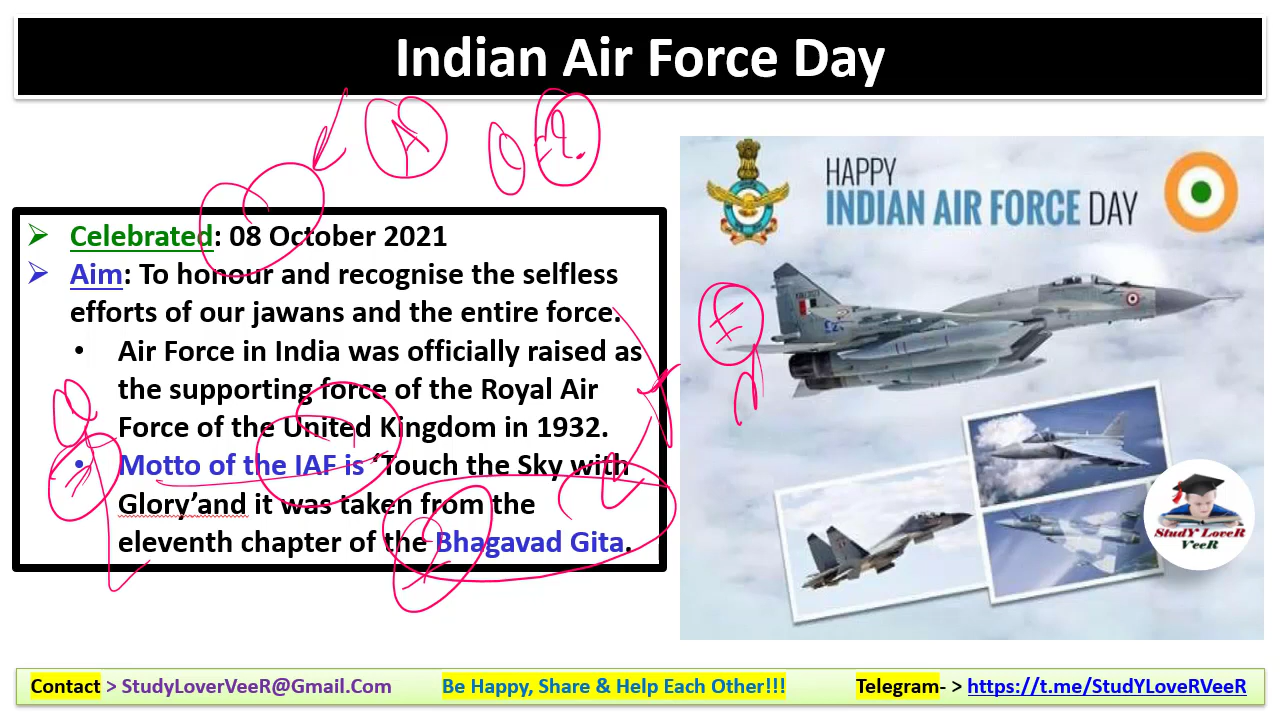 Indian Air Force Day
A
Celebrated: 08 October 2021
Aim: To honour and recognise the selfless
efforts of our jawans and the entire force.
• Air Force in India was officially raised as
the supporting force of the Royal Air
Force of the United Kingdom in 1932.
• Motto of the IAF is ‘Touch the Sky with
Glory’and it was taken from the
eleventh chapter of the Bhagavad Gita.
HAPPY
INDIAN AIR FORCE DAY
StudY LoveR
VeeR
Contact > StudyLoverVeeR@Gmail.Com
Be Happy, Share & Help Each Other!!!
Telegram- > https://t.me/StudYLoveRVeeR